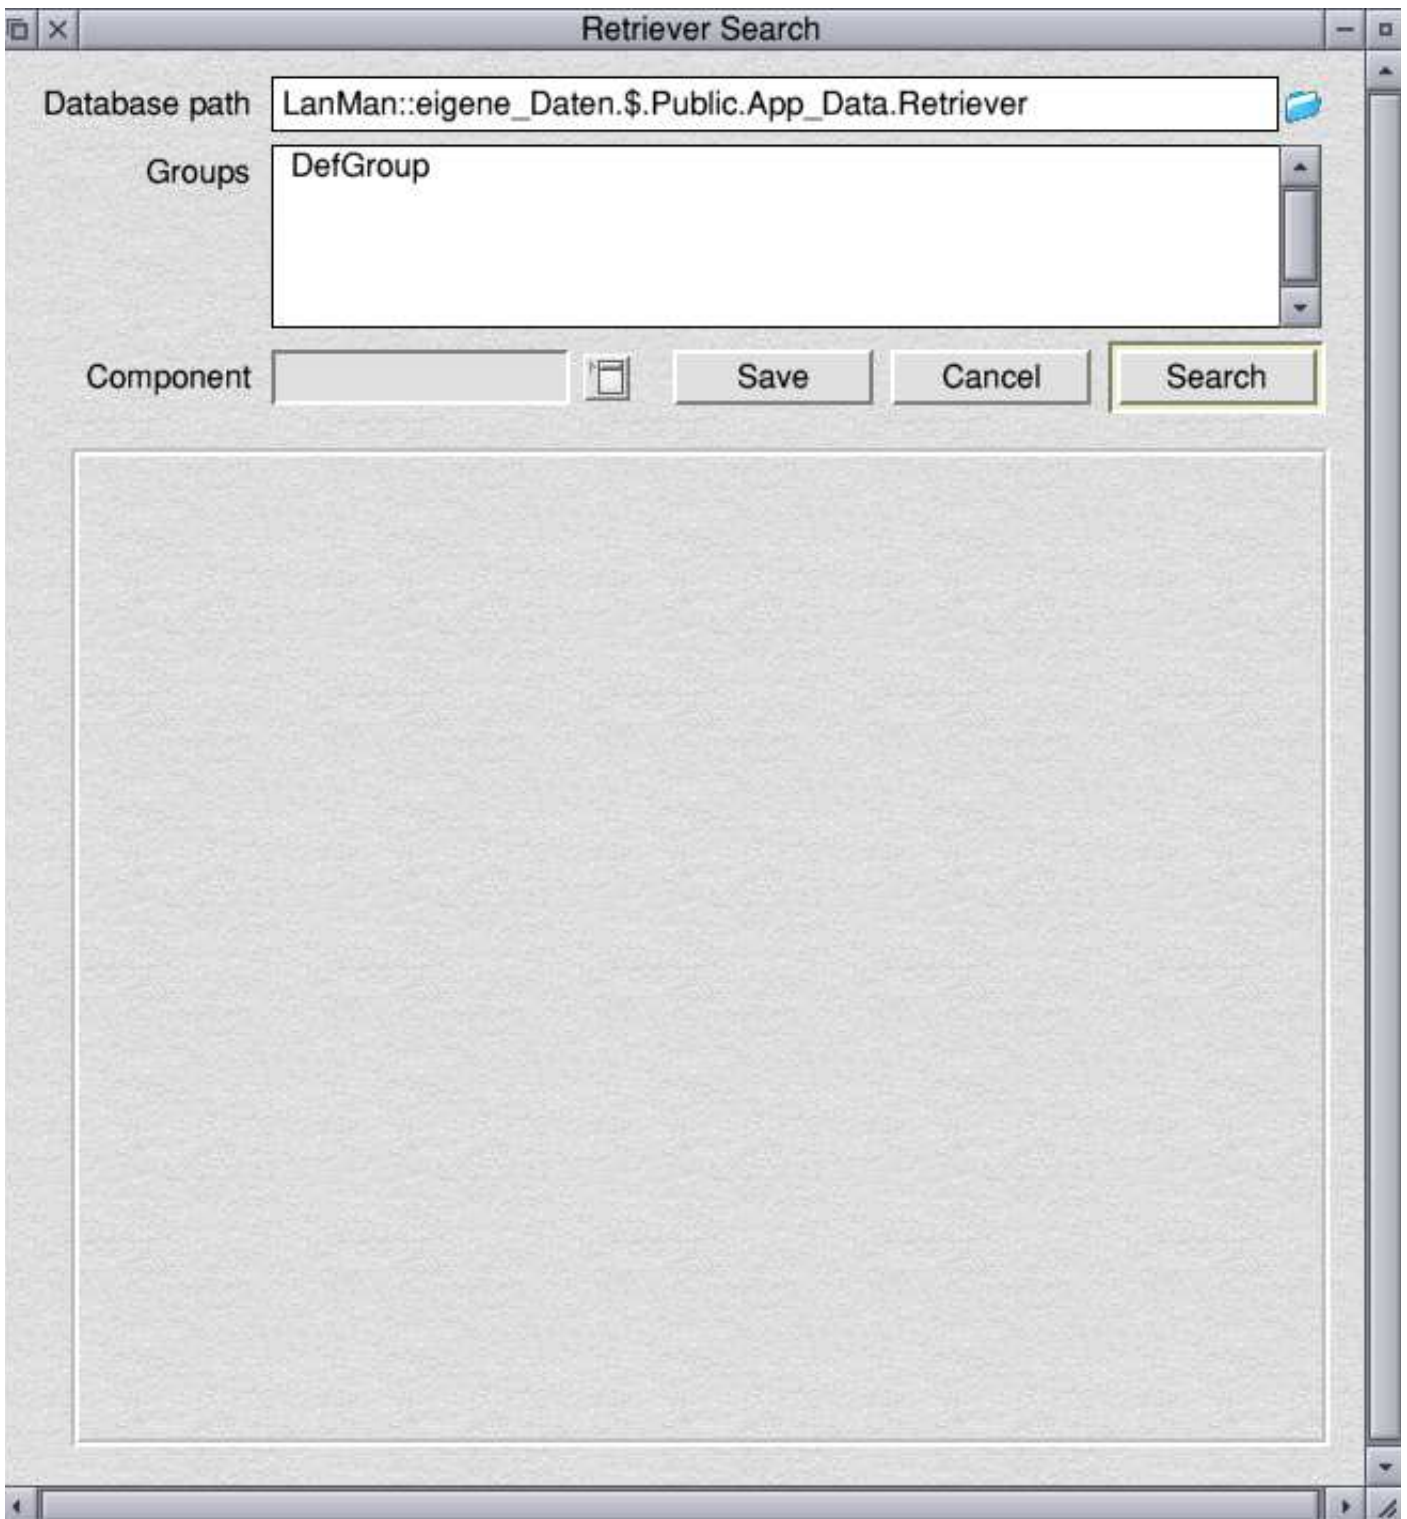 Retriever Search
Database path LanMan::eigene_Daten.$.Public.App_Data.Retriever
Groups DefGroup
Component Save Cancel Search